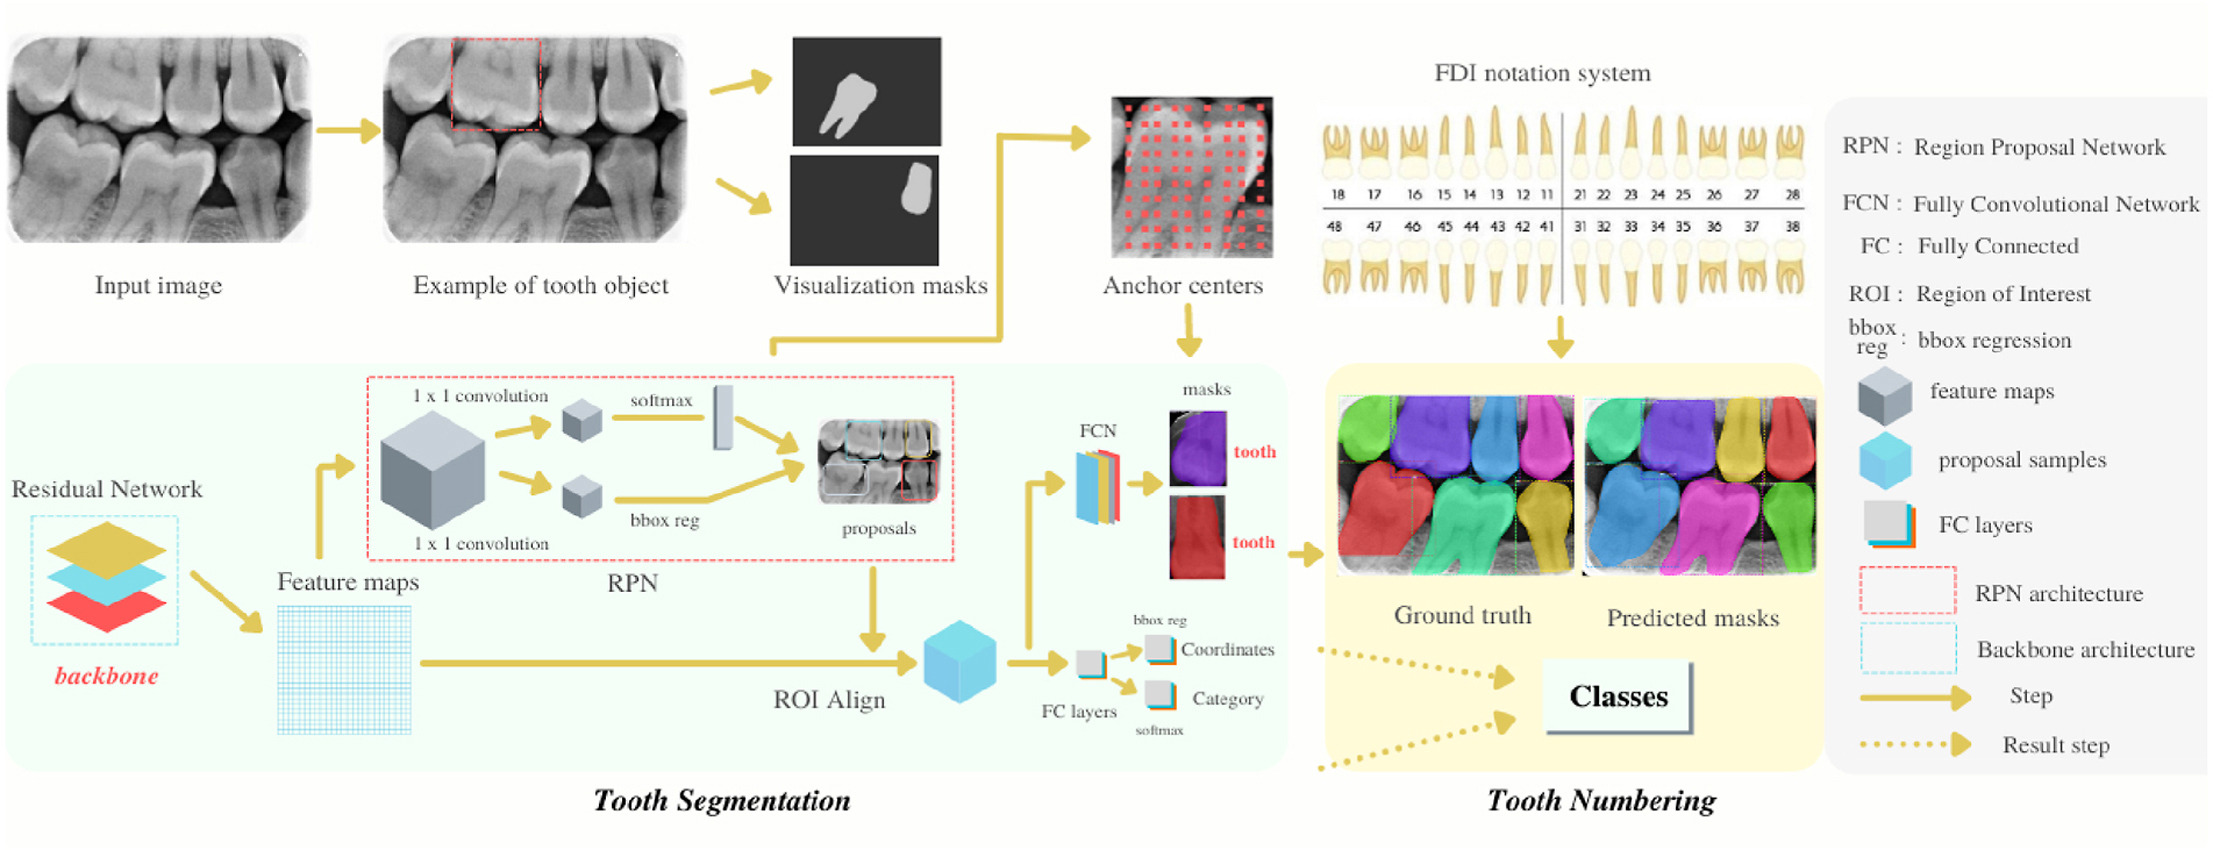 Input image
Example of tooth object
Visualization masks
Anchor centers
FDI notation system
18 17 16 15 14 13 12 11 21 22 23 24 25 26 27 28
48 47 46 45 44 43 42 41 31 32 33 34 35 36 37 38
Residual Network
backbone
Feature maps
1 x 1 convolution
softmax
1 x 1 convolution
bbox reg
proposals
RPN
ROI Align
FCN
masks
tooth
tooth
FC layers
bbox reg
Coordinates
Category
softmax
Tooth Segmentation
Ground truth
Predicted masks
Classes
Tooth Numbering
RPN : Region Proposal Network
FCN : Fully Convolutional Network
FC : Fully Connected
ROI : Region of Interest
bbox
reg : bbox regression
feature maps
proposal samples
FC layers
RPN architecture
Backbone architecture
Step
Result step